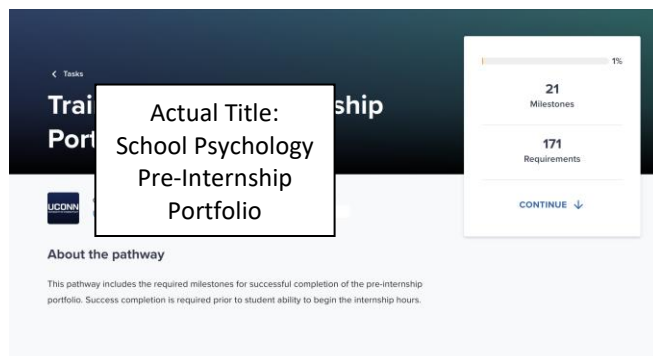 < Tasks
Trai
ship
Port
Actual Title:
School Psychology
Pre-Internship
Portfolio
1%
21
Milestones
171
Requirements
CONTINUE ↓
UCONN
About the pathway
This pathway includes the required milestones for successful completion of the pre-internship
portfolio. Success completion is required prior to student ability to begin the internship hours.